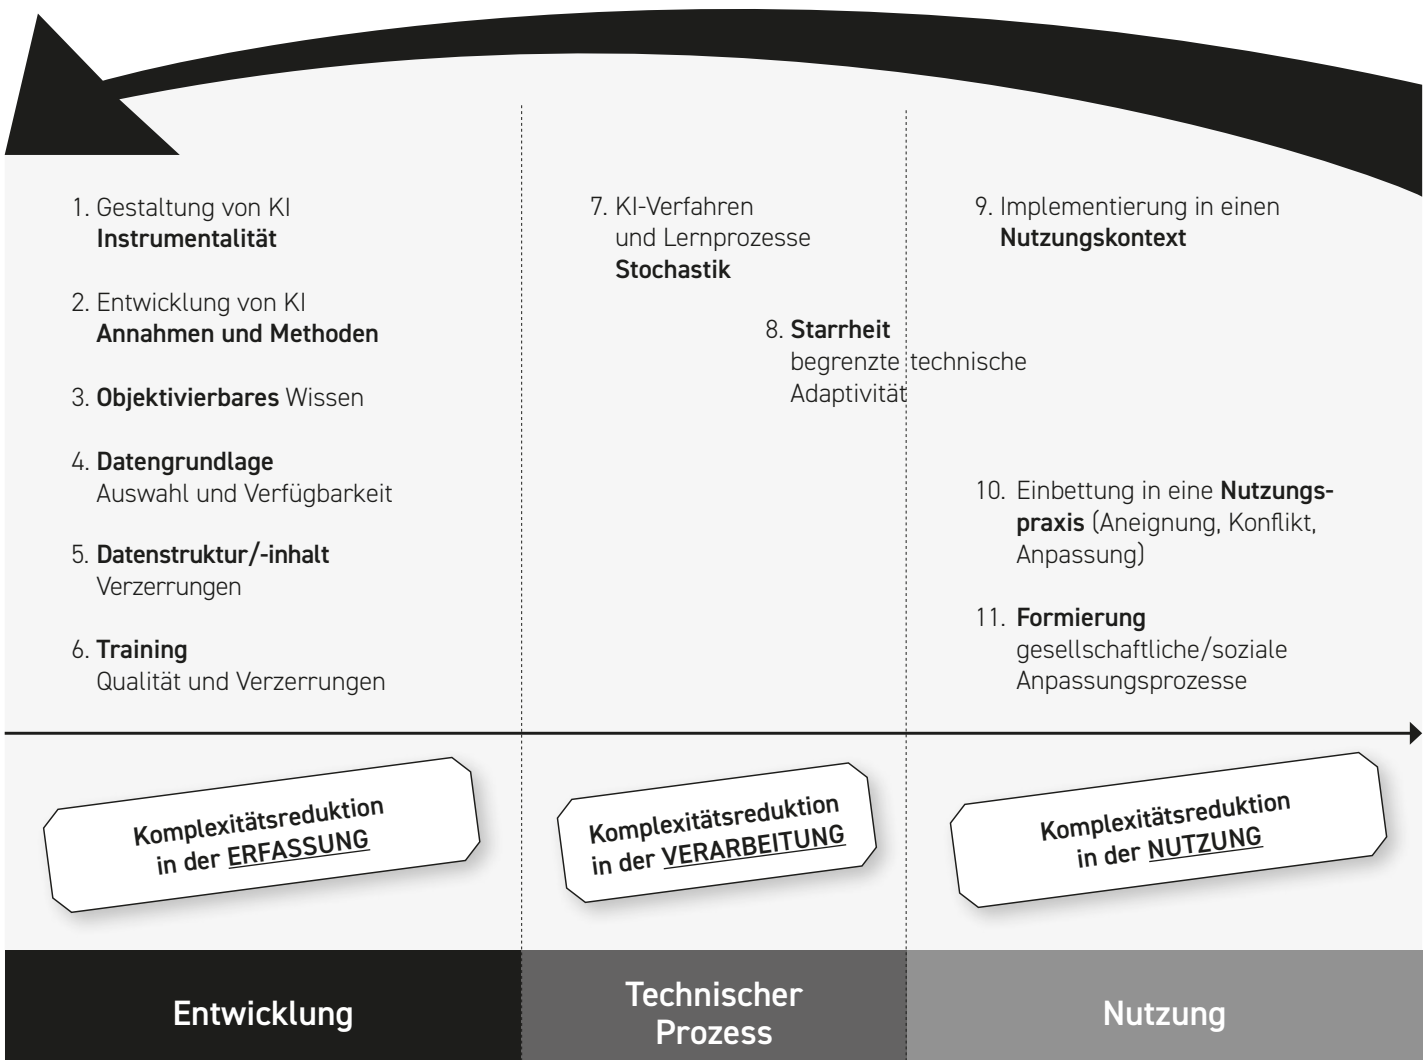 1. Gestaltung von KI
Instrumentalität
2. Entwicklung von KI
Annahmen und Methoden
3. Objektivierbares Wissen
4. Datengrundlage
Auswahl und Verfügbarkeit
5. Datenstruktur/-inhalt
Verzerrungen
6. Training
Qualität und Verzerrungen
7. KI-Verfahren
und Lernprozesse
Stochastik
8. Starrheit
begrenzte technische
Adaptivität
9. Implementierung in einen
Nutzungskontext
10. Einbettung in eine Nutzungs-
praxis (Aneignung, Konflikt,
Anpassung)
11. Formierung
gesellschaftliche/soziale
Anpassungsprozesse
Komplexitätsreduktion
in der ERFASSUNG
Komplexitätsreduktion
in der VERARBEITUNG
Komplexitätsreduktion
in der NUTZUNG
Entwicklung
Technischer
Prozess
Nutzung